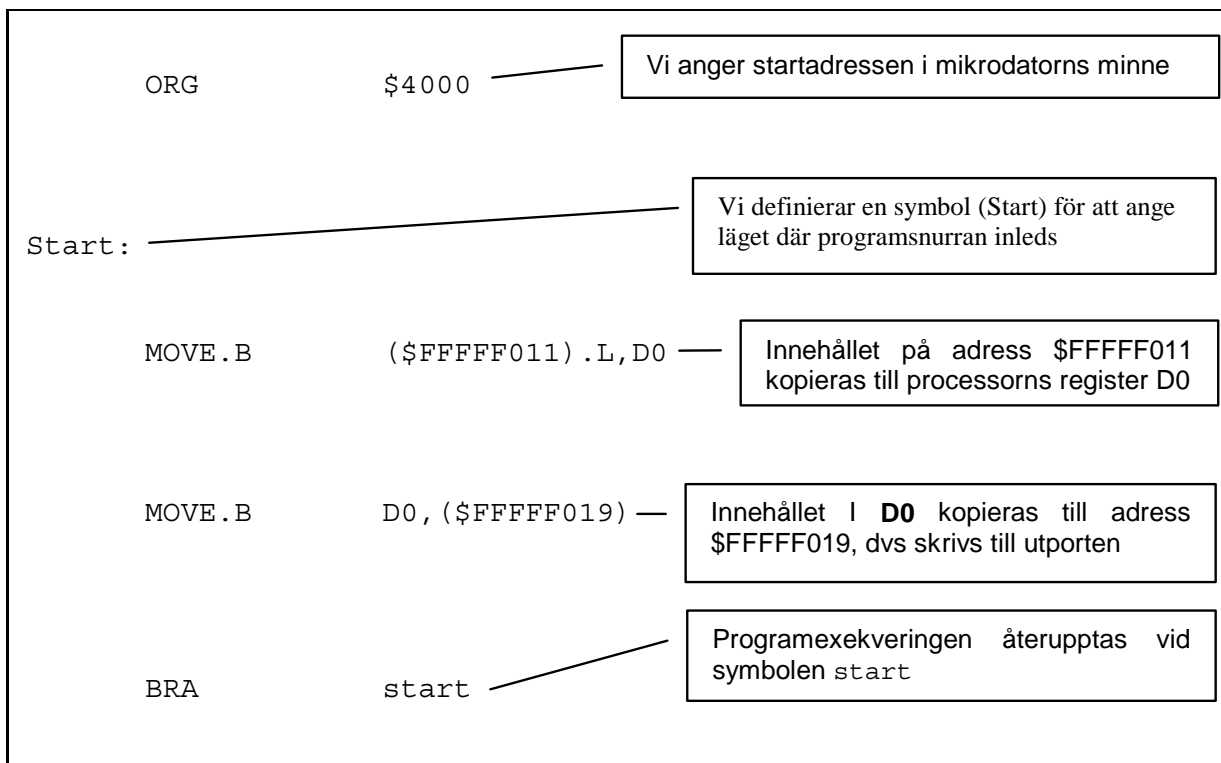 ORG $4000
Vi anger startadressen i mikrodatorns minne
Start:
Vi definierar en symbol (Start) för att ange
läget där programsnurran inleds
MOVE.B ($FFFFF011).L,D0
Innehållet på adress $FFFFF011
kopieras till processorns register D0
MOVE.B D0,($FFFFF019)
Innehållet I D0 kopieras till adress
$FFFFF019, dvs skrivs till utporten
BRA start
Programexekveringen återupptas vid
symbolen start